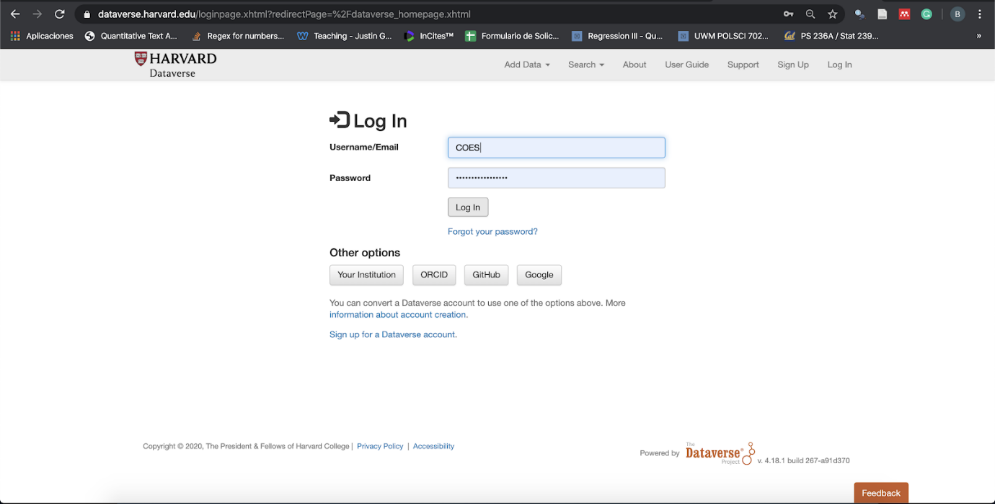 dataverse.harvard.edu/loginpage.xhtml?redirectPage=%2Fdataverse_homepage.xhtml
B
Aplicaciones Quantitative Text A... Regex for numbers... Teaching - Justin G... InCites™ Formulario de Solic... Regression III - Qu... UWM POLSCI 702... PS 236A / Stat 239... »
HARVARD
Dataverse
Add Data Search About User Guide Support Sign Up Log In
Log In
Username/Email COES
Password ••••••••••••••••••
Log In
Forgot your password?
Other options
Your Institution ORCID GitHub Google
You can convert a Dataverse account to use one of the options above. More
information about account creation.
Sign up for a Dataverse account.
Copyright © 2020, The President & Fellows of Harvard College | Privacy Policy | Accessibility
Powered by The Dataverse® Project v. 4.18.1 build 267-a91d370
Feedback